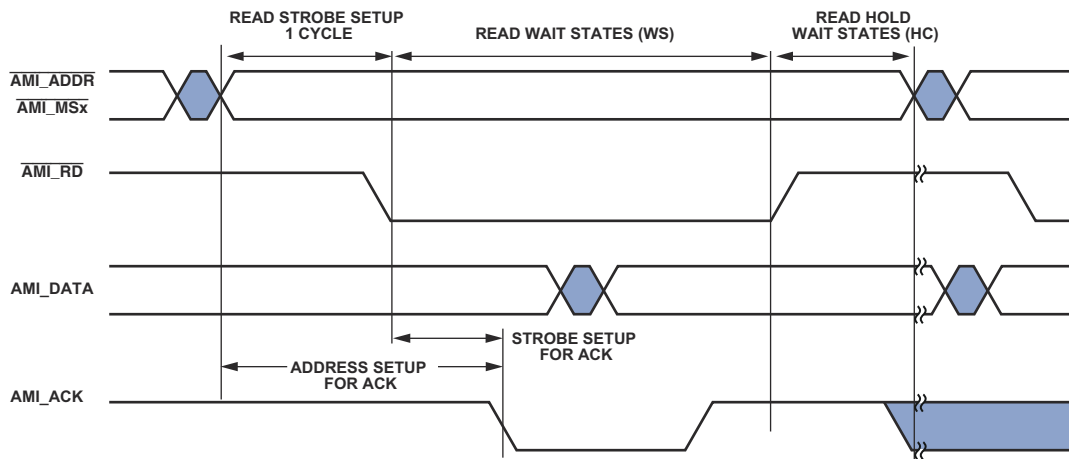 READ STROBE SETUP
1 CYCLE
READ WAIT STATES (WS)
READ HOLD
WAIT STATES (HC)
AMI_ADDR
AMI_MSx
AMI_RD
AMI_DATA
STROBE SETUP
FOR ACK
ADDRESS SETUP
FOR ACK
AMI_ACK